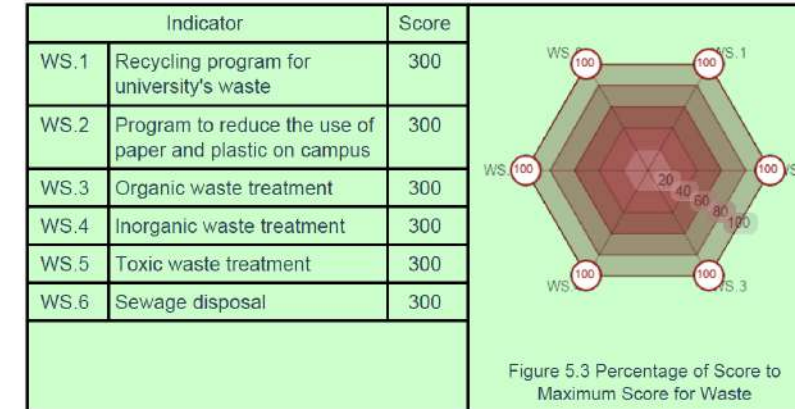 Indicator
Score
WS.1
Recycling program for
university's waste
300
WS.2
Program to reduce the use of
paper and plastic on campus
300
WS.3
Organic waste treatment
300
WS.4
Inorganic waste treatment
300
WS.5
Toxic waste treatment
300
WS.6
Sewage disposal
300
WS.
100
100
WS.1
WS.
100
100
20
40
60
80
100
WS.
100
100
WS.3
Figure 5.3 Percentage of Score to
Maximum Score for Waste